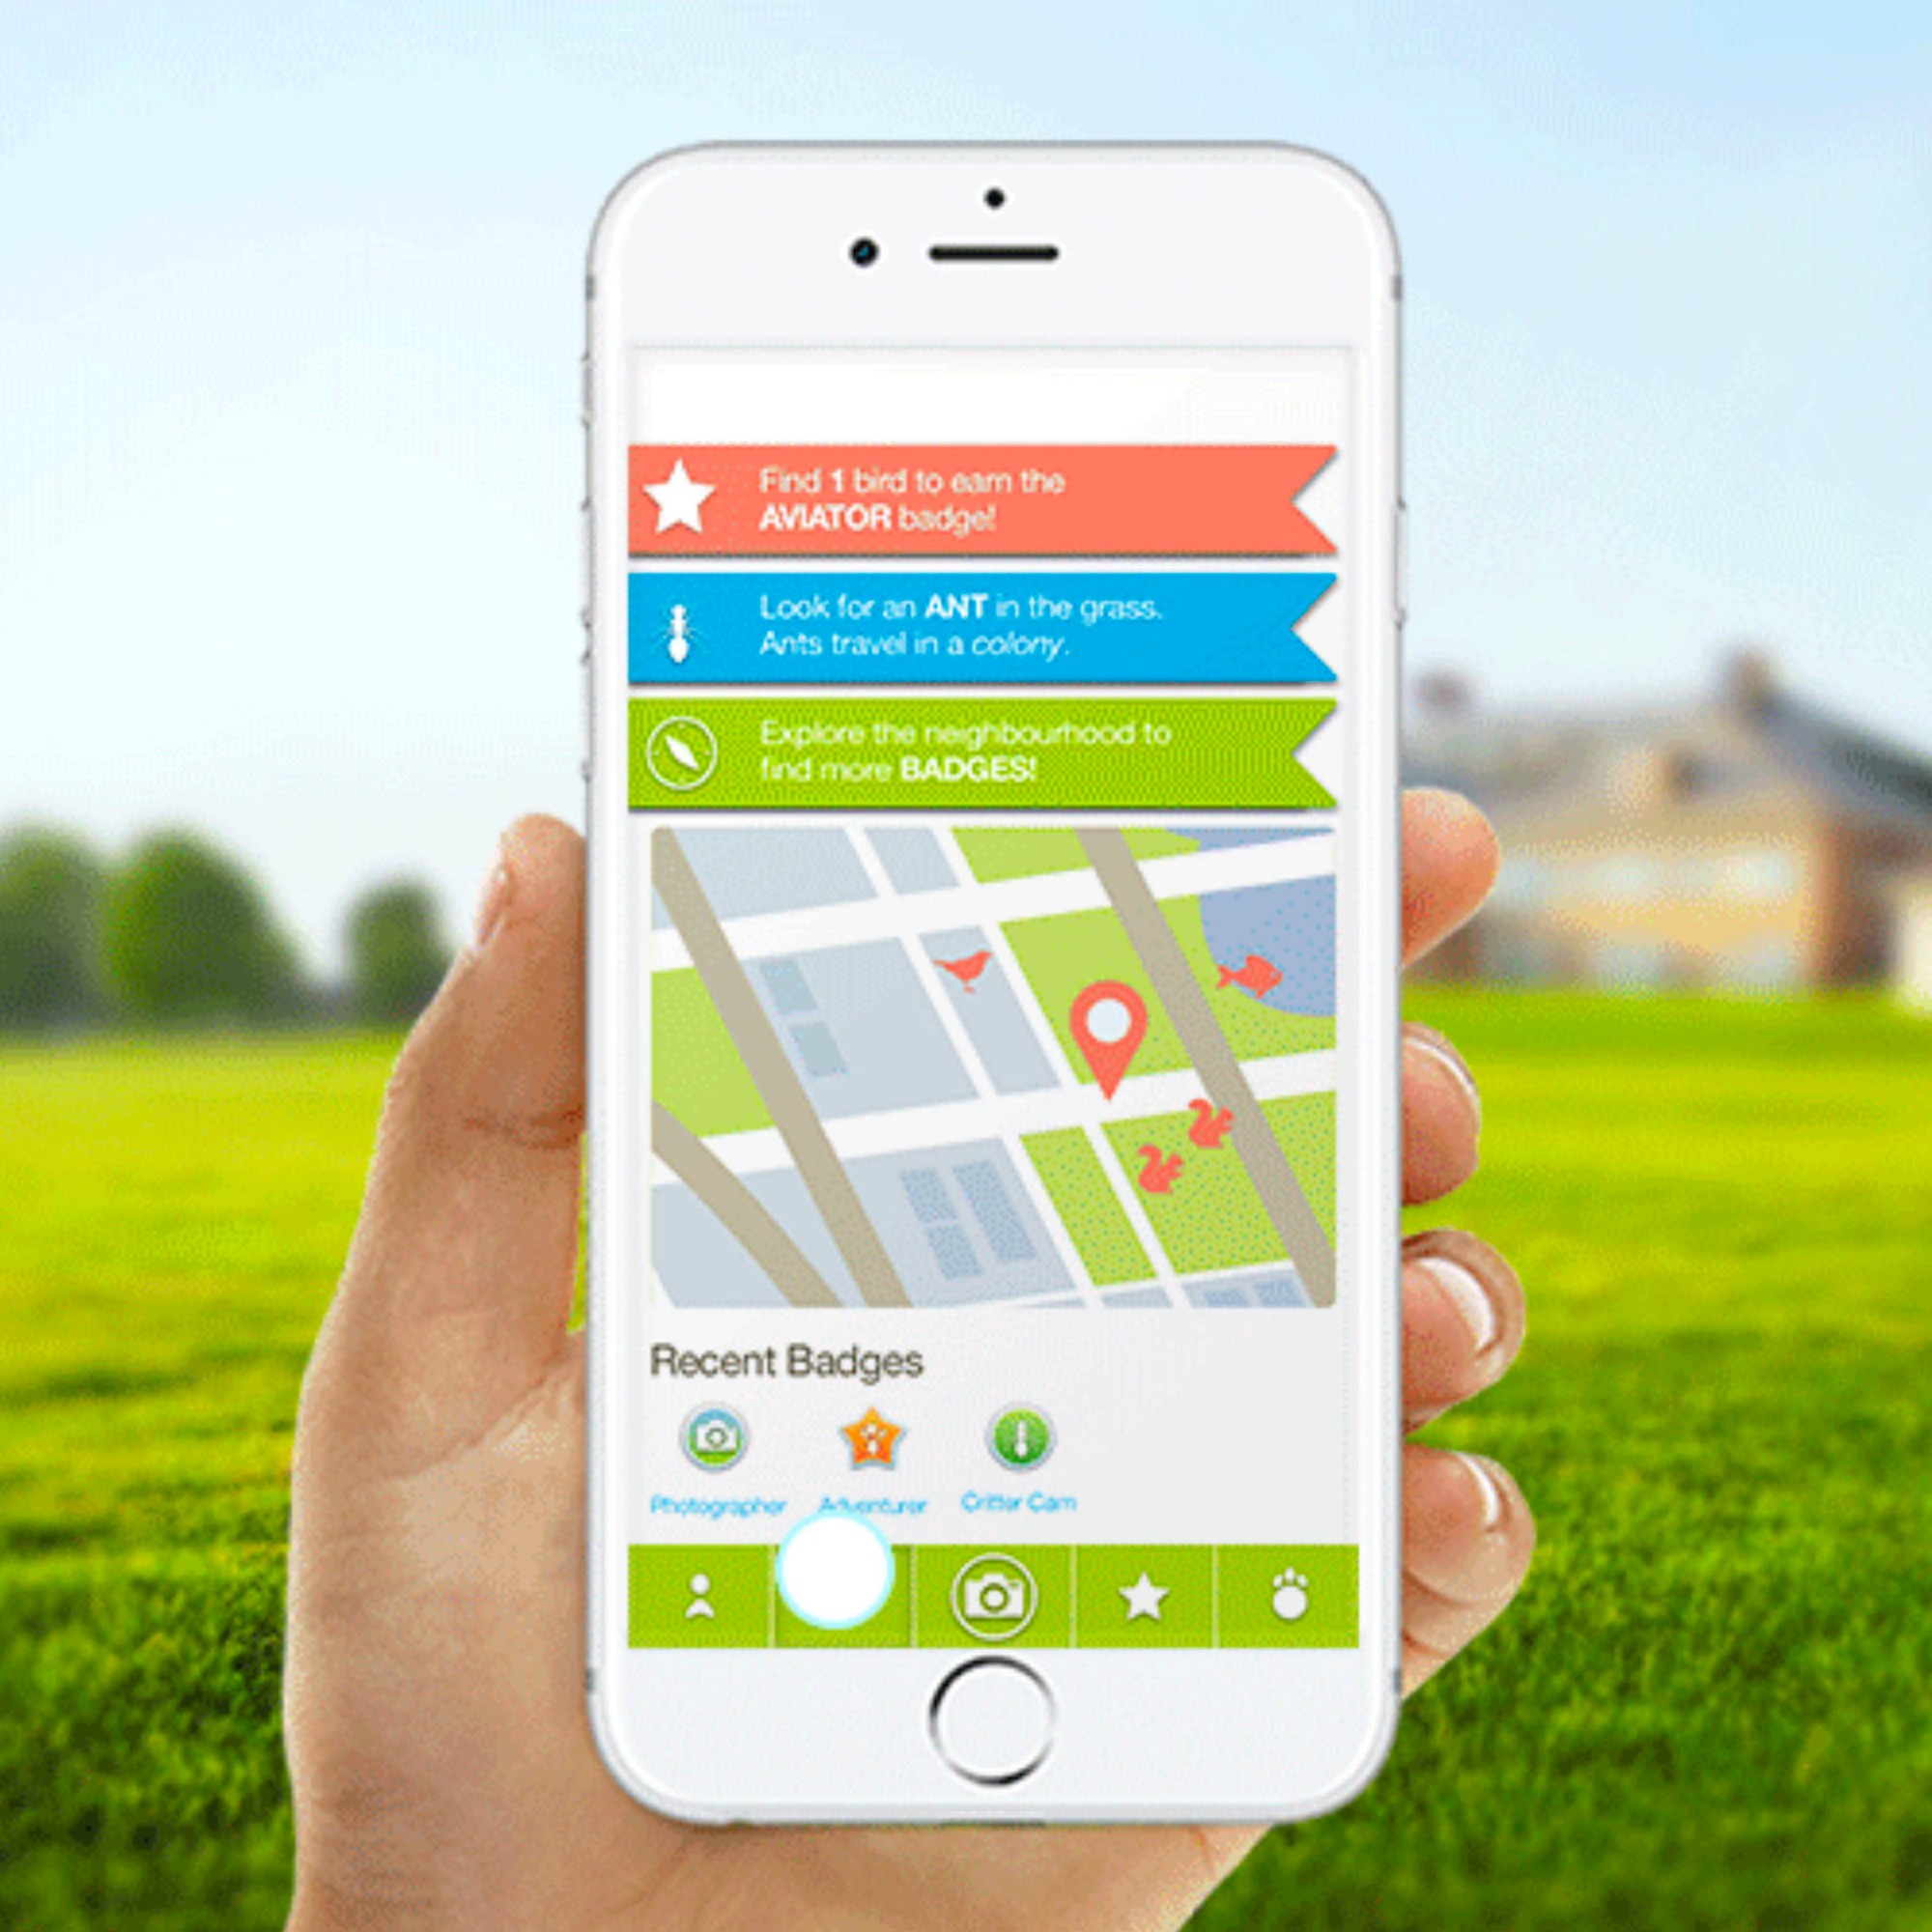 Find 1 bird to earn the
AVIATOR badge!
Look for an ANT in the grass.
Ants travel in a colony.
Explore the neighbourhood to
find more BADGES!
Recent Badges
Photographer Adventurer Critter Cam